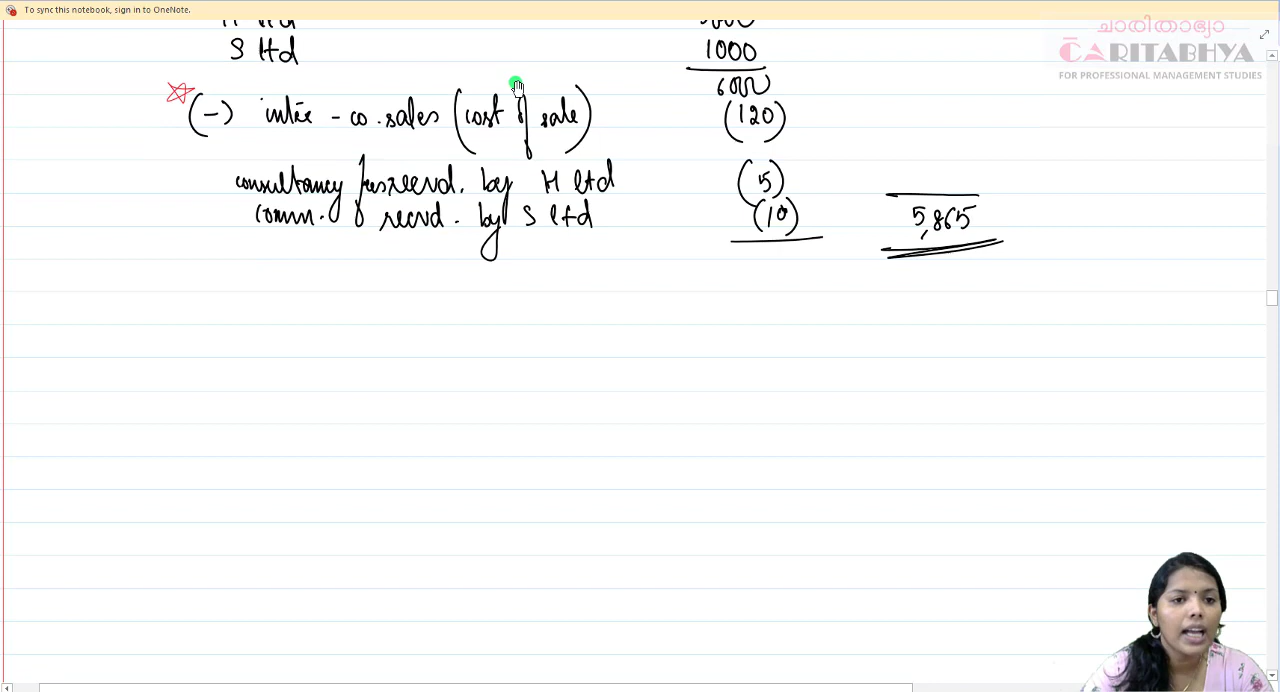 To sync this notebook, sign in to OneNote.
ചാരിതാഭ്യാ
CARITABHYA
FOR PROFESSIONAL MANAGEMENT STUDIES
S ltd 1000
6000
(-) inter - co. sales (cost of sale) (120)
consultancy fees recvd. by H ltd (5)
comm. recvd. by S ltd (10) 5,865